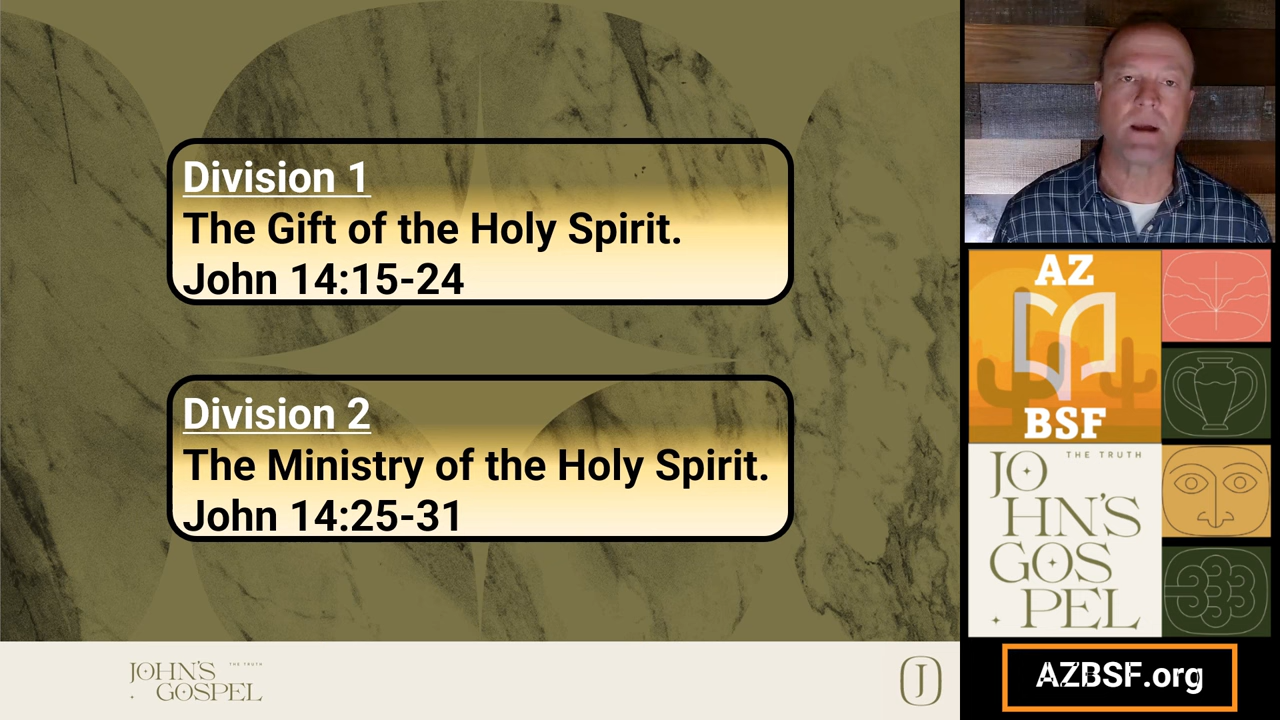 Division 1
The Gift of the Holy Spirit.
John 14:15-24
Division 2
The Ministry of the Holy Spirit.
John 14:25-31
JOHN'S THE TRUTH
GOSPEL
J
AZ
BSF
THE TRUTH
JO
HN'S
GOS
PEL
AZBSF.org